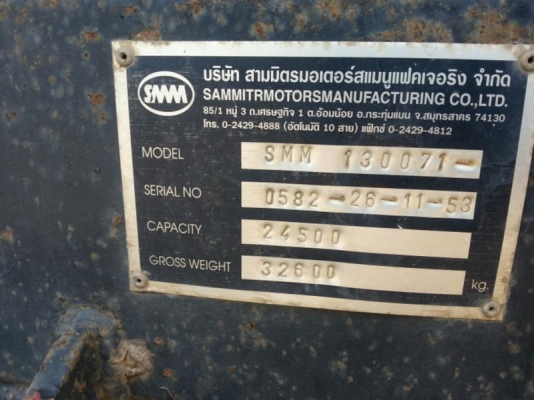 SMM
บริษัท สามมิตรมอเตอร์สแมนูแฟคเจอริง จำกัด
SAMMITRMOTORSMANUFACTURING CO.,LTD.
85/1 หมู่ 3 ถ.เศรษฐกิจ 1 ต.อ้อมน้อย อ.กระทุ่มแบน จ.สมุทรสาคร 74130
โทร. 0-2429-4888 (อัตโนมัติ 10 สาย) แฟ็กซ์ 0-2429-4812
MODEL SMM 130071-
SERIAL NO 0582-26-11-53
CAPACITY 24500
GROSS WEIGHT 32600 kg.